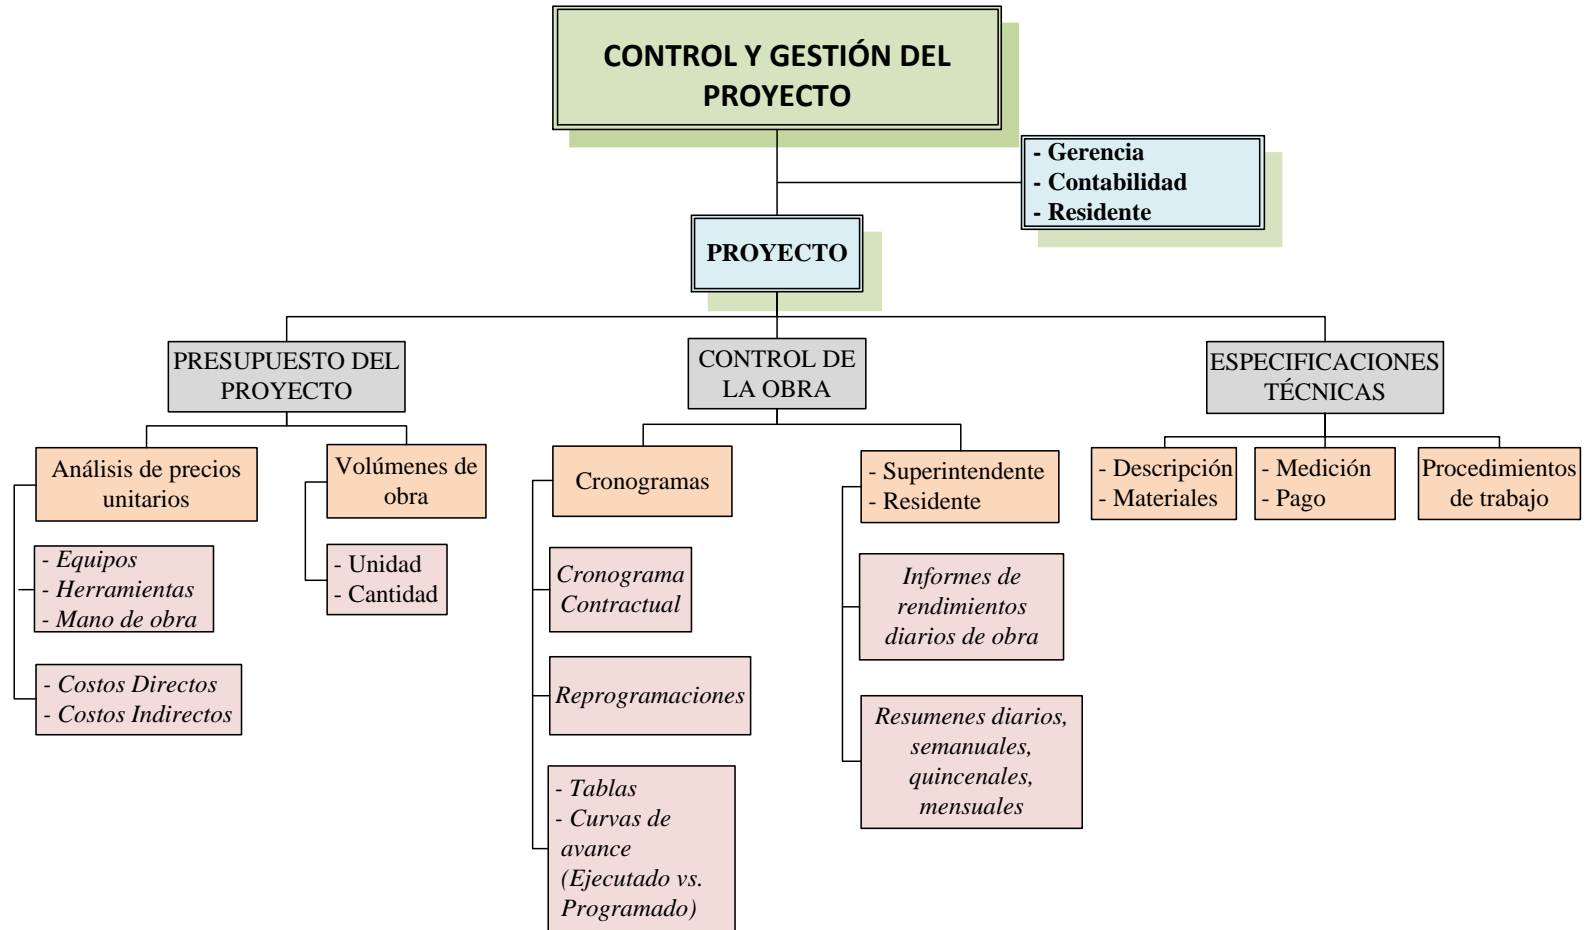 CONTROL Y GESTIÓN DEL
PROYECTO
- Gerencia
- Contabilidad
- Residente
PROYECTO
PRESUPUESTO DEL
PROYECTO
CONTROL DE
LA OBRA
ESPECIFICACIONES
TÉCNICAS
Análisis de precios
unitarios
Volúmenes de
obra
Cronogramas
- Superintendente
- Residente
- Descripción
- Materiales
- Medición
- Pago
Procedimientos
de trabajo
- Equipos
- Herramientas
- Mano de obra
- Unidad
- Cantidad
Cronograma
Contractual
Informes de
rendimientos
diarios de obra
- Costos Directos
- Costos Indirectos
Reprogramaciones
Resumenes diarios,
semanuales,
quincenales,
mensuales
- Tablas
- Curvas de
avance
(Ejecutado vs.
Programado)